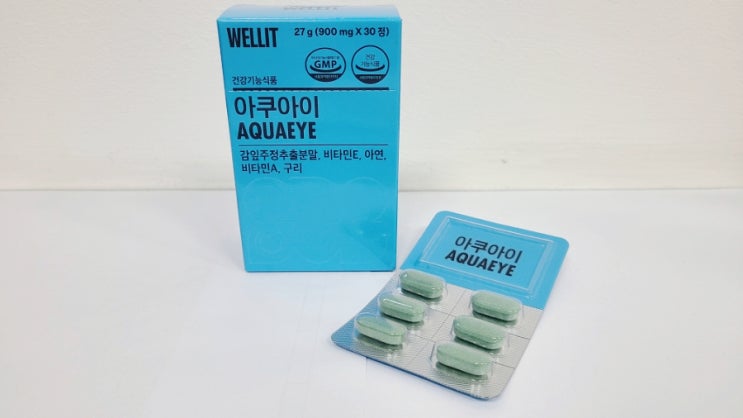 WELLIT
27 g (900 mg X 30 정)
GMP
건강
기능식품
건강기능식품
아쿠아이
AQUAEYE
감잎주정추출분말, 비타민E, 아연,
비타민A, 구리
아쿠아이
AQUAEYE